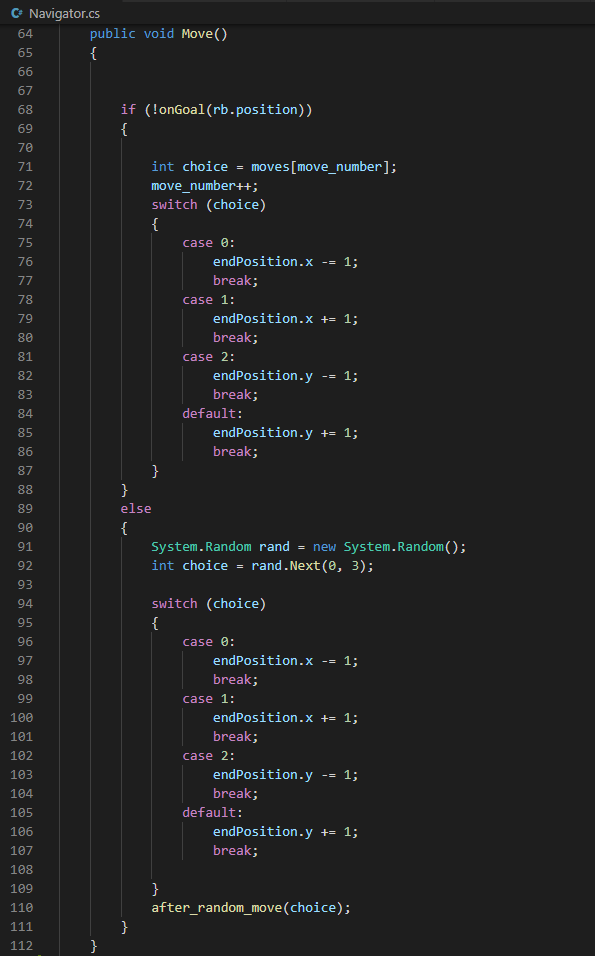 C# Navigator.cs
64 public void Move()
65 {
66
67
68 if (!onGoal(rb.position))
69 {
70
71 int choice = moves[move_number];
72 move_number++;
73 switch (choice)
74 {
75 case 0:
76 endPosition.x -= 1;
77 break;
78 case 1:
79 endPosition.x += 1;
80 break;
81 case 2:
82 endPosition.y -= 1;
83 break;
84 default:
85 endPosition.y += 1;
86 break;
87 }
88 }
89 else
90 {
91 System.Random rand = new System.Random();
92 int choice = rand.Next(0, 3);
93
94 switch (choice)
95 {
96 case 0:
97 endPosition.x -= 1;
98 break;
99 case 1:
100 endPosition.x += 1;
101 break;
102 case 2:
103 endPosition.y -= 1;
104 break;
105 default:
106 endPosition.y += 1;
107 break;
108
109 }
110 after_random_move(choice);
111 }
112 }